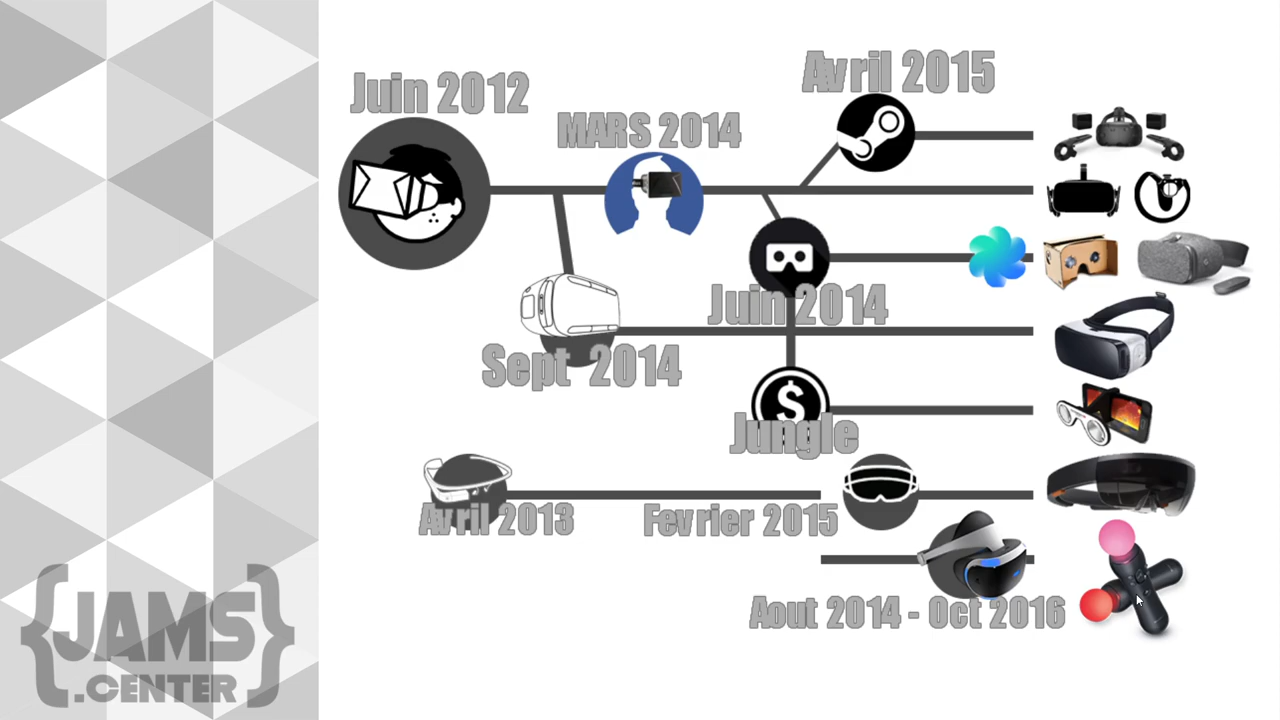 Avril 2015
Juin 2012
MARS 2014
Juin 2014
Sept 2014
$
Jungle
Avril 2013
Fevrier 2015
Aout 2014 - Oct 2016
{JAMS}
.CENTER